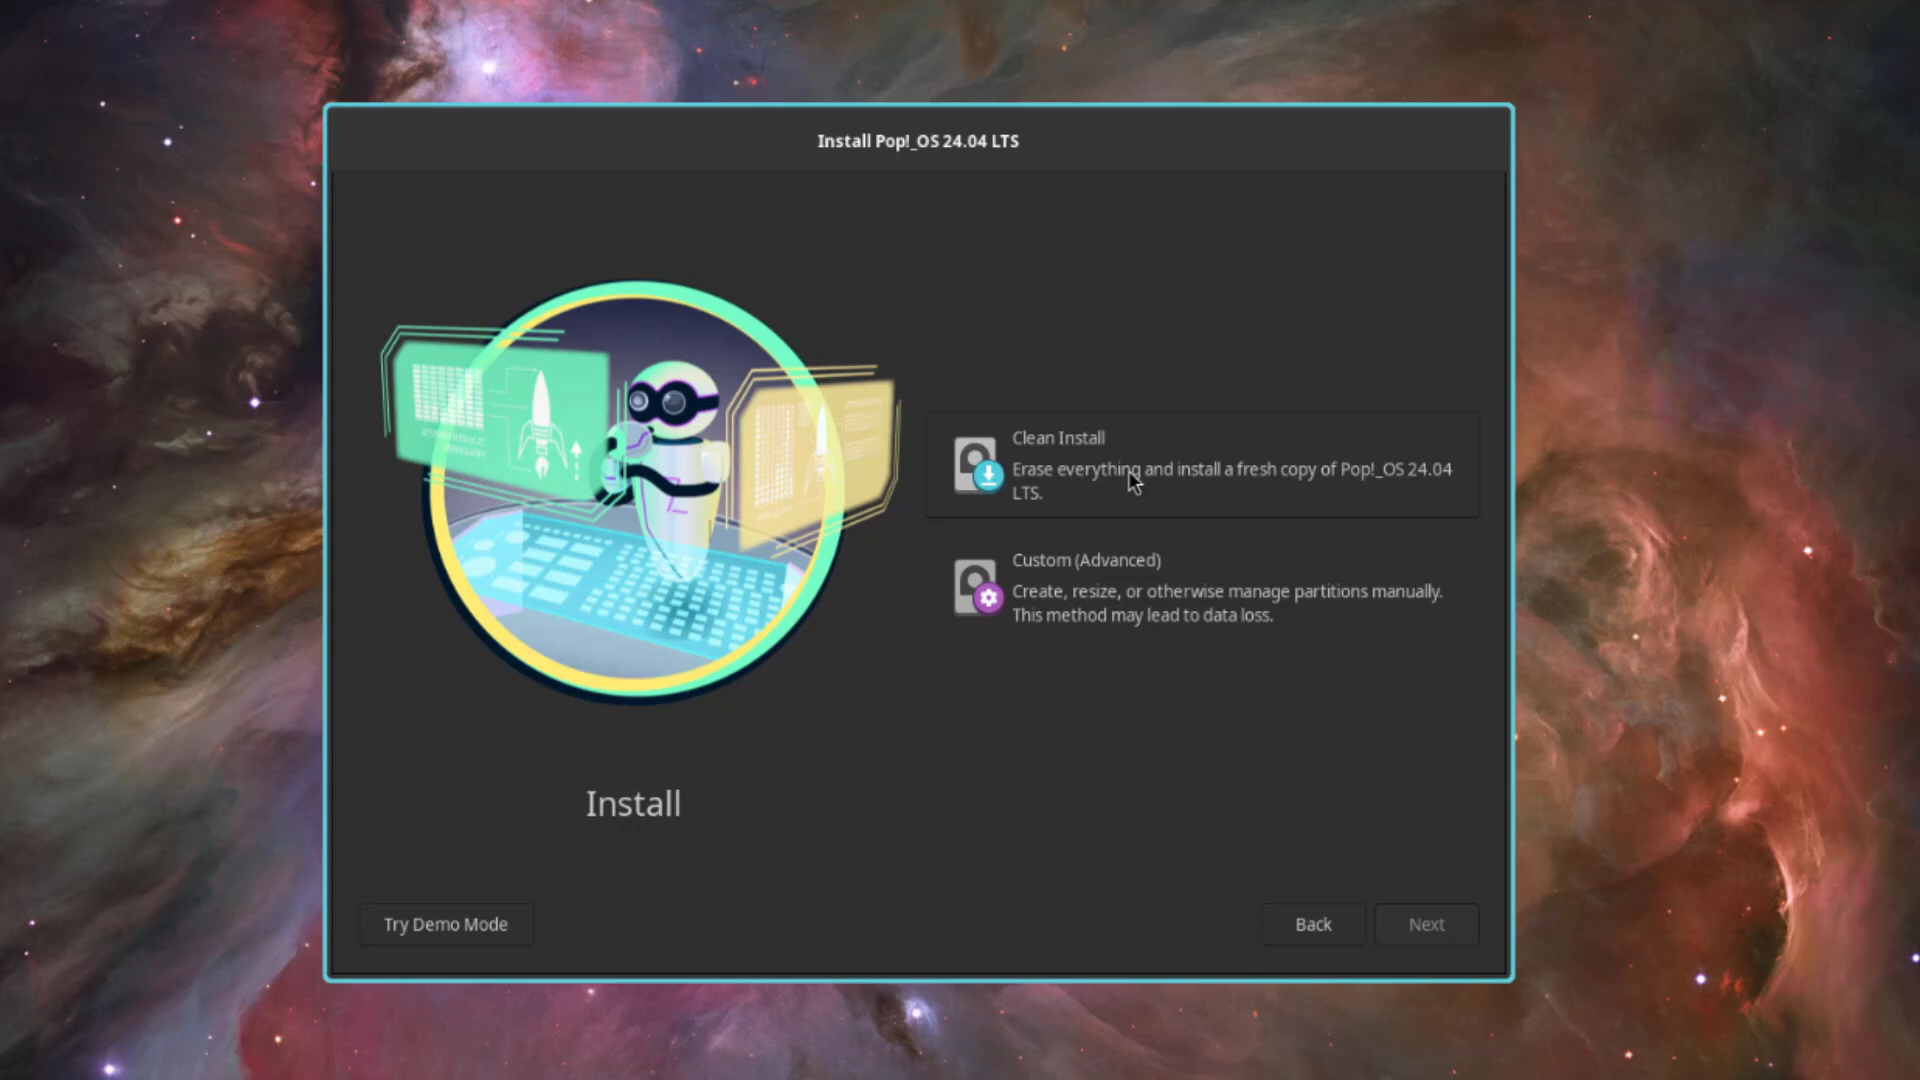 Install Pop!_OS 24.04 LTS
Clean Install
Erase everything and install a fresh copy of Pop!_OS 24.04
LTS.
Custom (Advanced)
Create, resize, or otherwise manage partitions manually.
This method may lead to data loss.
Install
Try Demo Mode
Back
Next